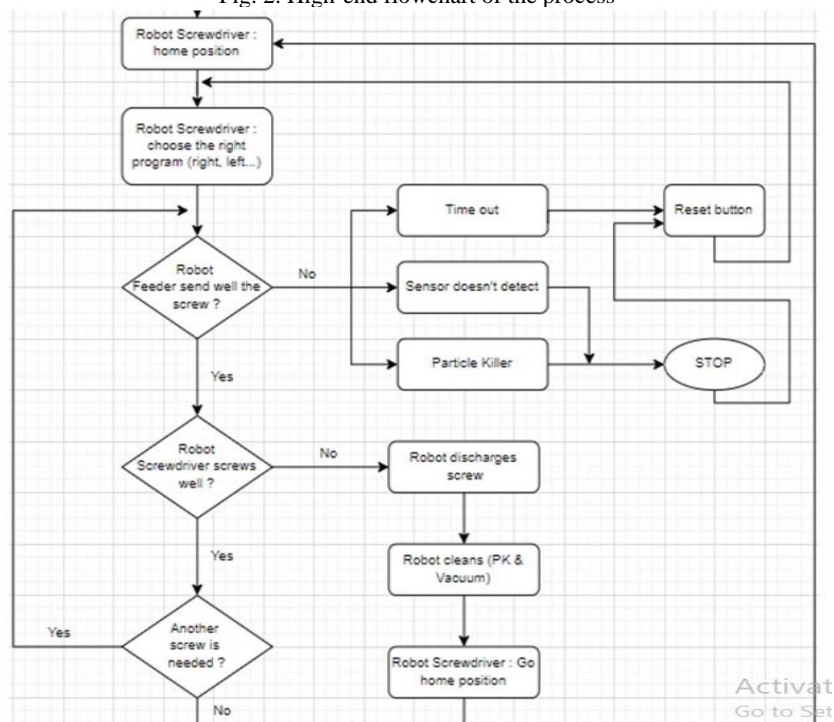 Fig. 2. High-end flowchart of the process
Robot Screwdriver :
home position
Robot Screwdriver :
choose the right
program (right, left...)
Robot
Feeder send well the
screw ?
No
Time out
Reset button
Sensor doesn't detect
Particle Killer
STOP
Yes
Robot
Screwdriver screws
well ?
No
Robot discharges
screw
Yes
Robot cleans (PK &
Vacuum)
Another
screw is
needed ?
Yes
Robot Screwdriver : Go
home position
No
Activat
Go to Set